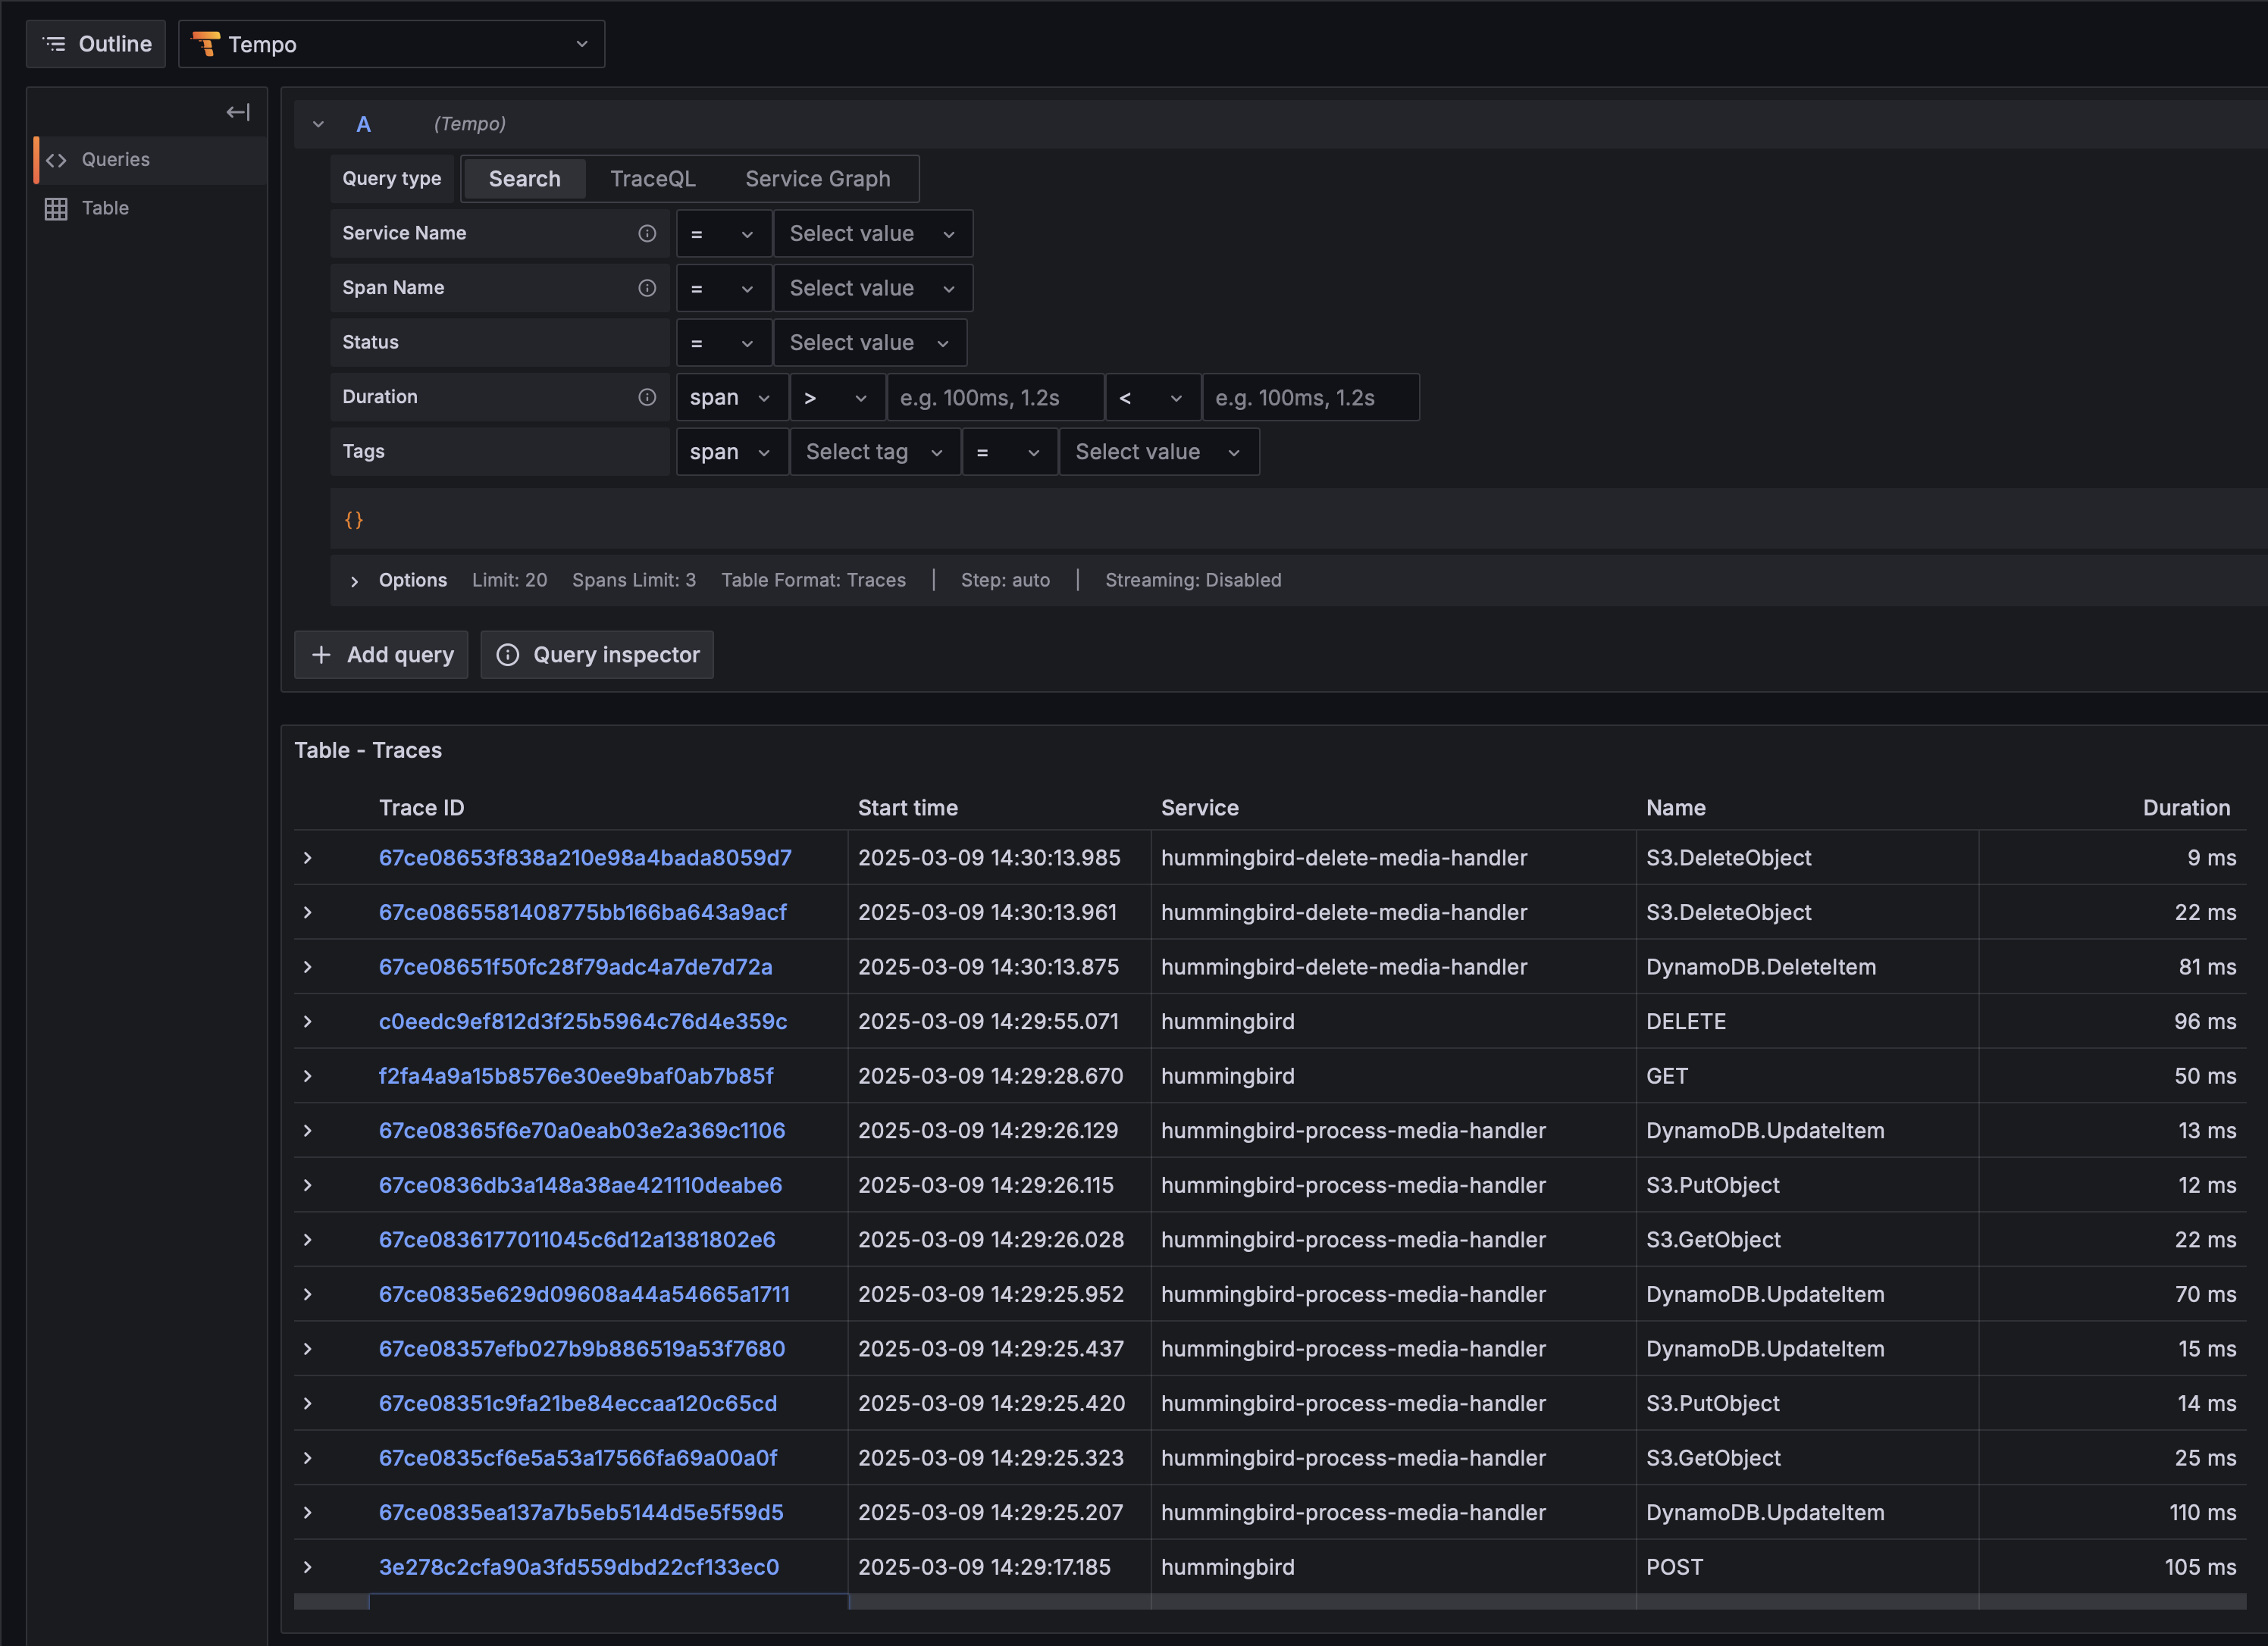 Outline
Tempo
Queries
Table
A (Tempo)
Query type Search TraceQL Service Graph
Service Name = Select value
Span Name = Select value
Status = Select value
Duration span > e.g. 100ms, 1.2s < e.g. 100ms, 1.2s
Tags span Select tag = Select value
{}
Options Limit: 20 Spans Limit: 3 Table Format: Traces | Step: auto | Streaming: Disabled
+ Add query Query inspector
Table - Traces
Trace ID Start time Service Name Duration
67ce08653f838a210e98a4bada8059d7 2025-03-09 14:30:13.985 hummingbird-delete-media-handler S3.DeleteObject 9 ms
67ce0865581408775bb166ba643a9acf 2025-03-09 14:30:13.961 hummingbird-delete-media-handler S3.DeleteObject 22 ms
67ce08651f50fc28f79adc4a7de7d72a 2025-03-09 14:30:13.875 hummingbird-delete-media-handler DynamoDB.DeleteItem 81 ms
c0eedc9ef812d3f25b5964c76d4e359c 2025-03-09 14:29:55.071 hummingbird DELETE 96 ms
f2fa4a9a15b8576e30ee9baf0ab7b85f 2025-03-09 14:29:28.670 hummingbird GET 50 ms
67ce08365f6e70a0eab03e2a369c1106 2025-03-09 14:29:26.129 hummingbird-process-media-handler DynamoDB.UpdateItem 13 ms
67ce0836db3a148a38ae421110deabe6 2025-03-09 14:29:26.115 hummingbird-process-media-handler S3.PutObject 12 ms
67ce0836177011045c6d12a1381802e6 2025-03-09 14:29:26.028 hummingbird-process-media-handler S3.GetObject 22 ms
67ce0835e629d09608a44a54665a1711 2025-03-09 14:29:25.952 hummingbird-process-media-handler DynamoDB.UpdateItem 70 ms
67ce08357efb027b9b886519a53f7680 2025-03-09 14:29:25.437 hummingbird-process-media-handler DynamoDB.UpdateItem 15 ms
67ce08351c9fa21be84eccaa120c65cd 2025-03-09 14:29:25.420 hummingbird-process-media-handler S3.PutObject 14 ms
67ce0835cf6e5a53a17566fa69a00a0f 2025-03-09 14:29:25.323 hummingbird-process-media-handler S3.GetObject 25 ms
67ce0835ea137a7b5eb5144d5e5f59d5 2025-03-09 14:29:25.207 hummingbird-process-media-handler DynamoDB.UpdateItem 110 ms
3e278c2cfa90a3fd559dbd22cf133ec0 2025-03-09 14:29:17.185 hummingbird POST 105 ms